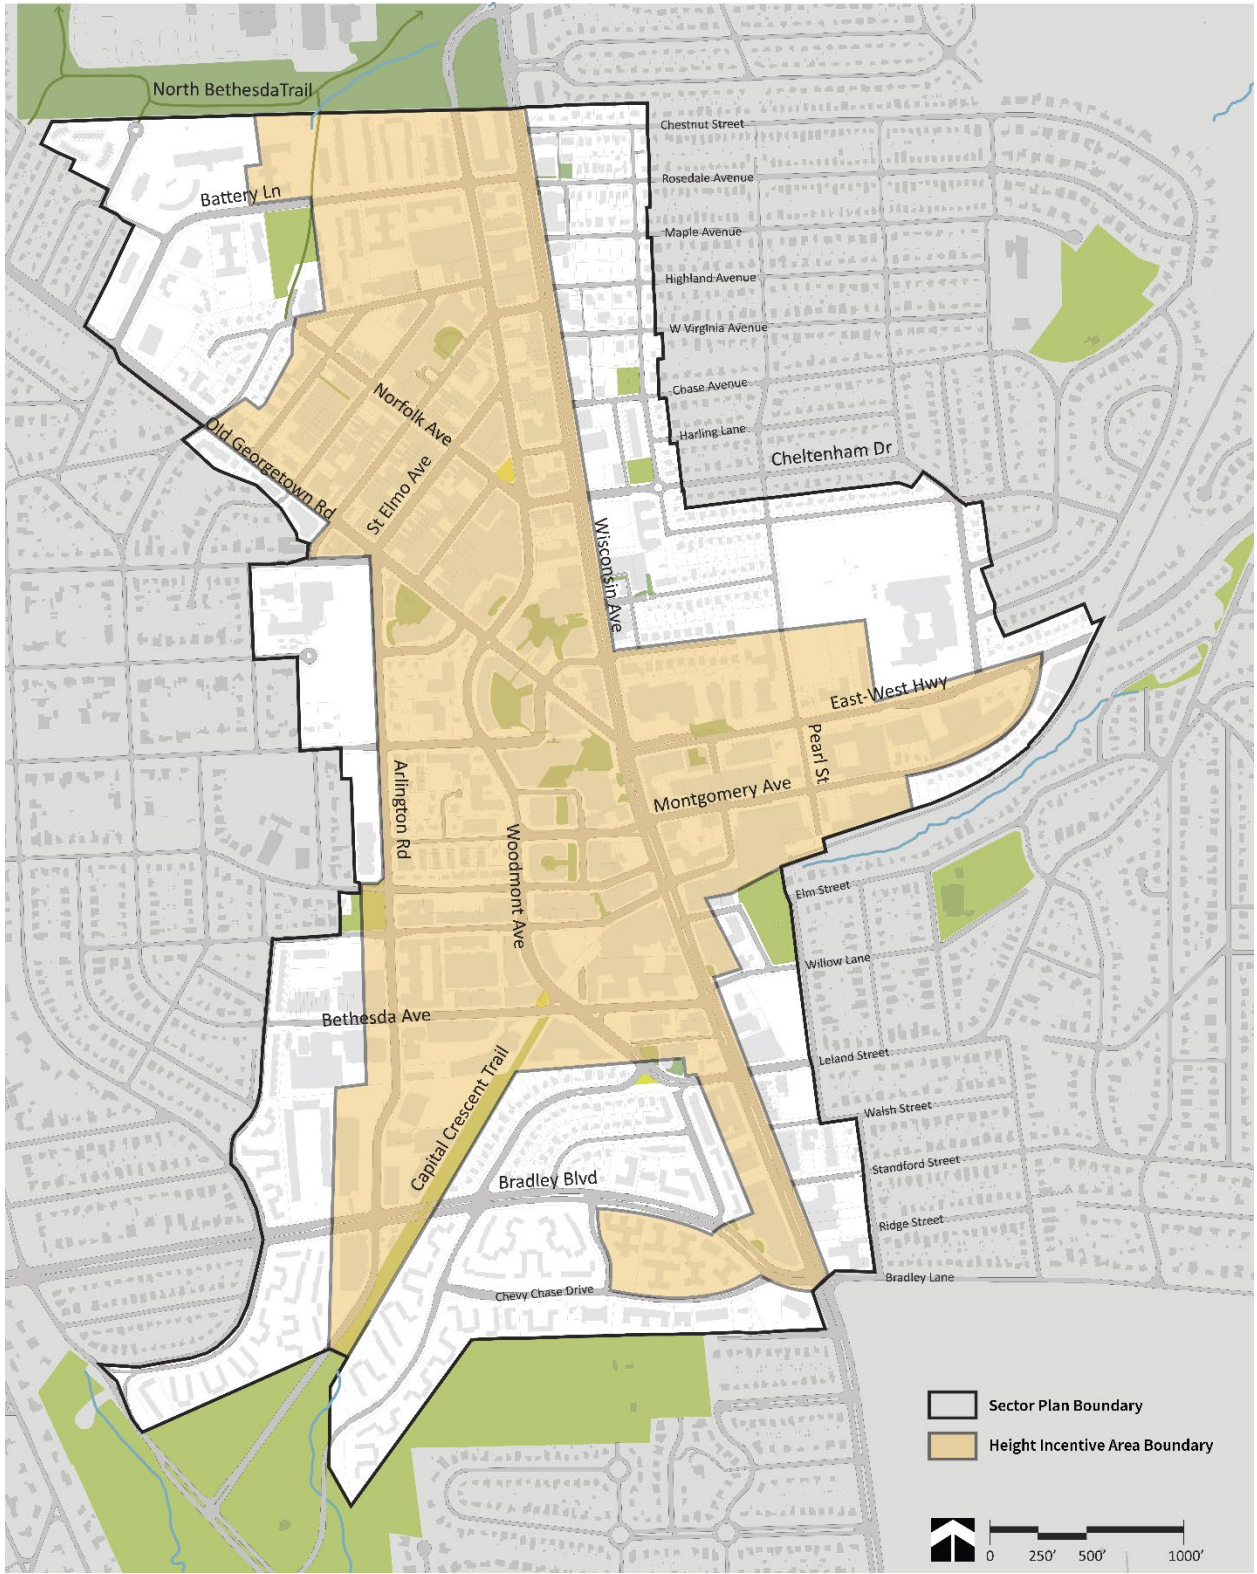 North BethesdaTrail
Chestnut Street
Rosedale Avenue
Battery Ln
Maple Avenue
Highland Avenue
W Virginia Avenue
Chase Avenue
Norfolk Ave
Harling Lane
Old Georgetown Rd
Cheltenham Dr
St Elmo Ave
Wisconsin Ave
East-West Hwy
Pearl St
Arlington Rd
Montgomery Ave
Woodmont Ave
Elm Street
Willow Lane
Bethesda Ave
Leland Street
Capital Crescent Trail
Walsh Street
Standford Street
Bradley Blvd
Ridge Street
Bradley Lane
Chevy Chase Drive
Sector Plan Boundary
Height Incentive Area Boundary
0 250' 500' 1000'